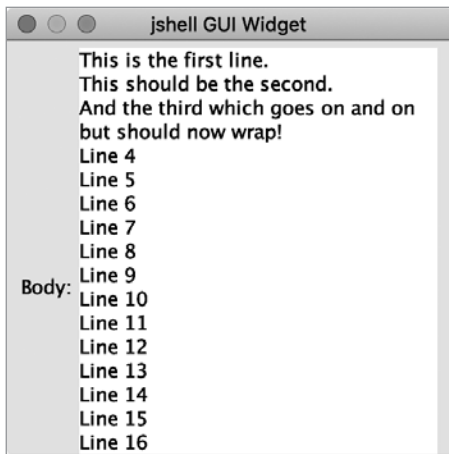 jshell GUI Widget
This is the first line.
This should be the second.
And the third which goes on and on
but should now wrap!
Line 4
Line 5
Line 6
Line 7
Line 8
Line 9
Body:
Line 10
Line 11
Line 12
Line 13
Line 14
Line 15
Line 16